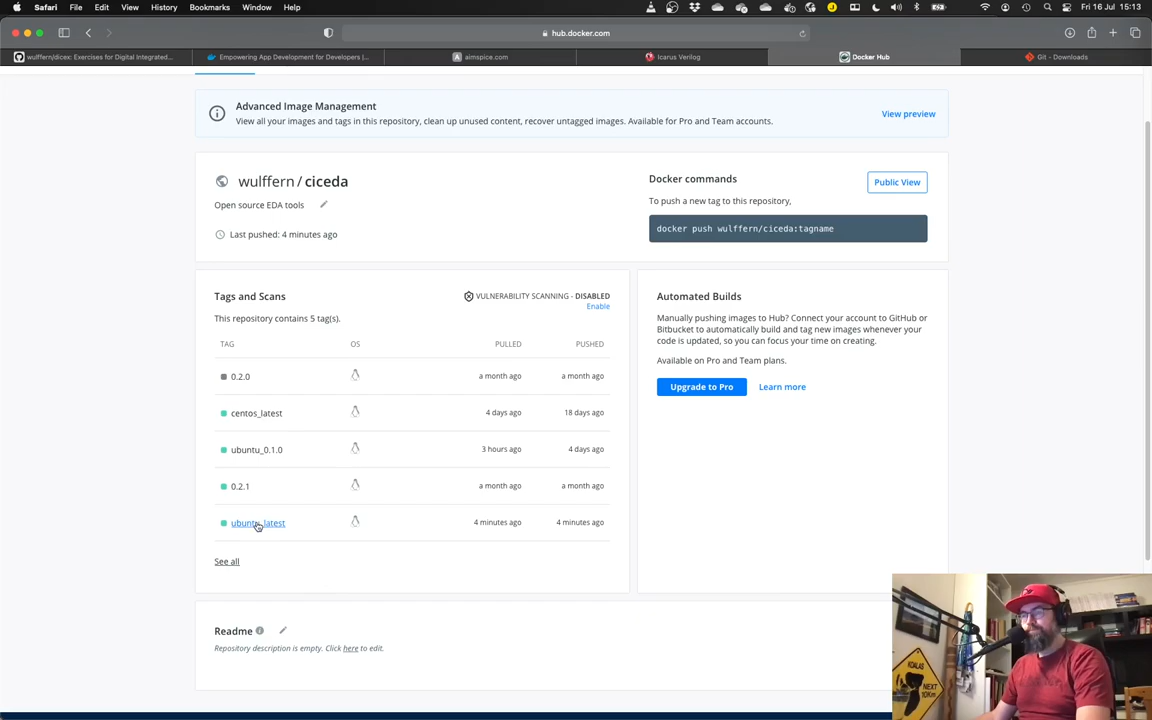 Safari File Edit View History Bookmarks Window Help Fri 16 Jul 15:13
hub.docker.com
wulffern/dicex: Exercises for Digital Integrated... Empowering App Development for Developers |... aimspice.com Icarus Verilog Docker Hub Git - Downloads
Advanced Image Management
View all your images and tags in this repository, clean up unused content, recover untagged images. Available for Pro and Team accounts.
View preview
wulffern / ciceda
Open source EDA tools
Last pushed: 4 minutes ago
Docker commands
Public View
To push a new tag to this repository,
docker push wulffern/ciceda:tagname
Tags and Scans
VULNERABILITY SCANNING - DISABLED
Enable
This repository contains 5 tag(s).
TAG OS PULLED PUSHED
0.2.0 a month ago a month ago
centos_latest 4 days ago 18 days ago
ubuntu_0.1.0 3 hours ago 4 days ago
0.2.1 a month ago a month ago
ubuntu_latest 4 minutes ago 4 minutes ago
See all
Automated Builds
Manually pushing images to Hub? Connect your account to GitHub or
Bitbucket to automatically build and tag new images whenever your
code is updated, so you can focus your time on creating.
Available on Pro and Team plans.
Upgrade to Pro Learn more
Readme
Repository description is empty. Click here to edit.
KOALAS
NEXT
10Km